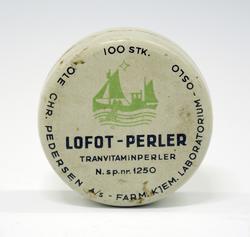 100 STK.
LOFOT-PERLER
TRANVITAMINPERLER
N. sp. nr. 1250
OLE CHR. PEDERSEN A/S - FARM. KJEM. LABORATORIUM - OSLO